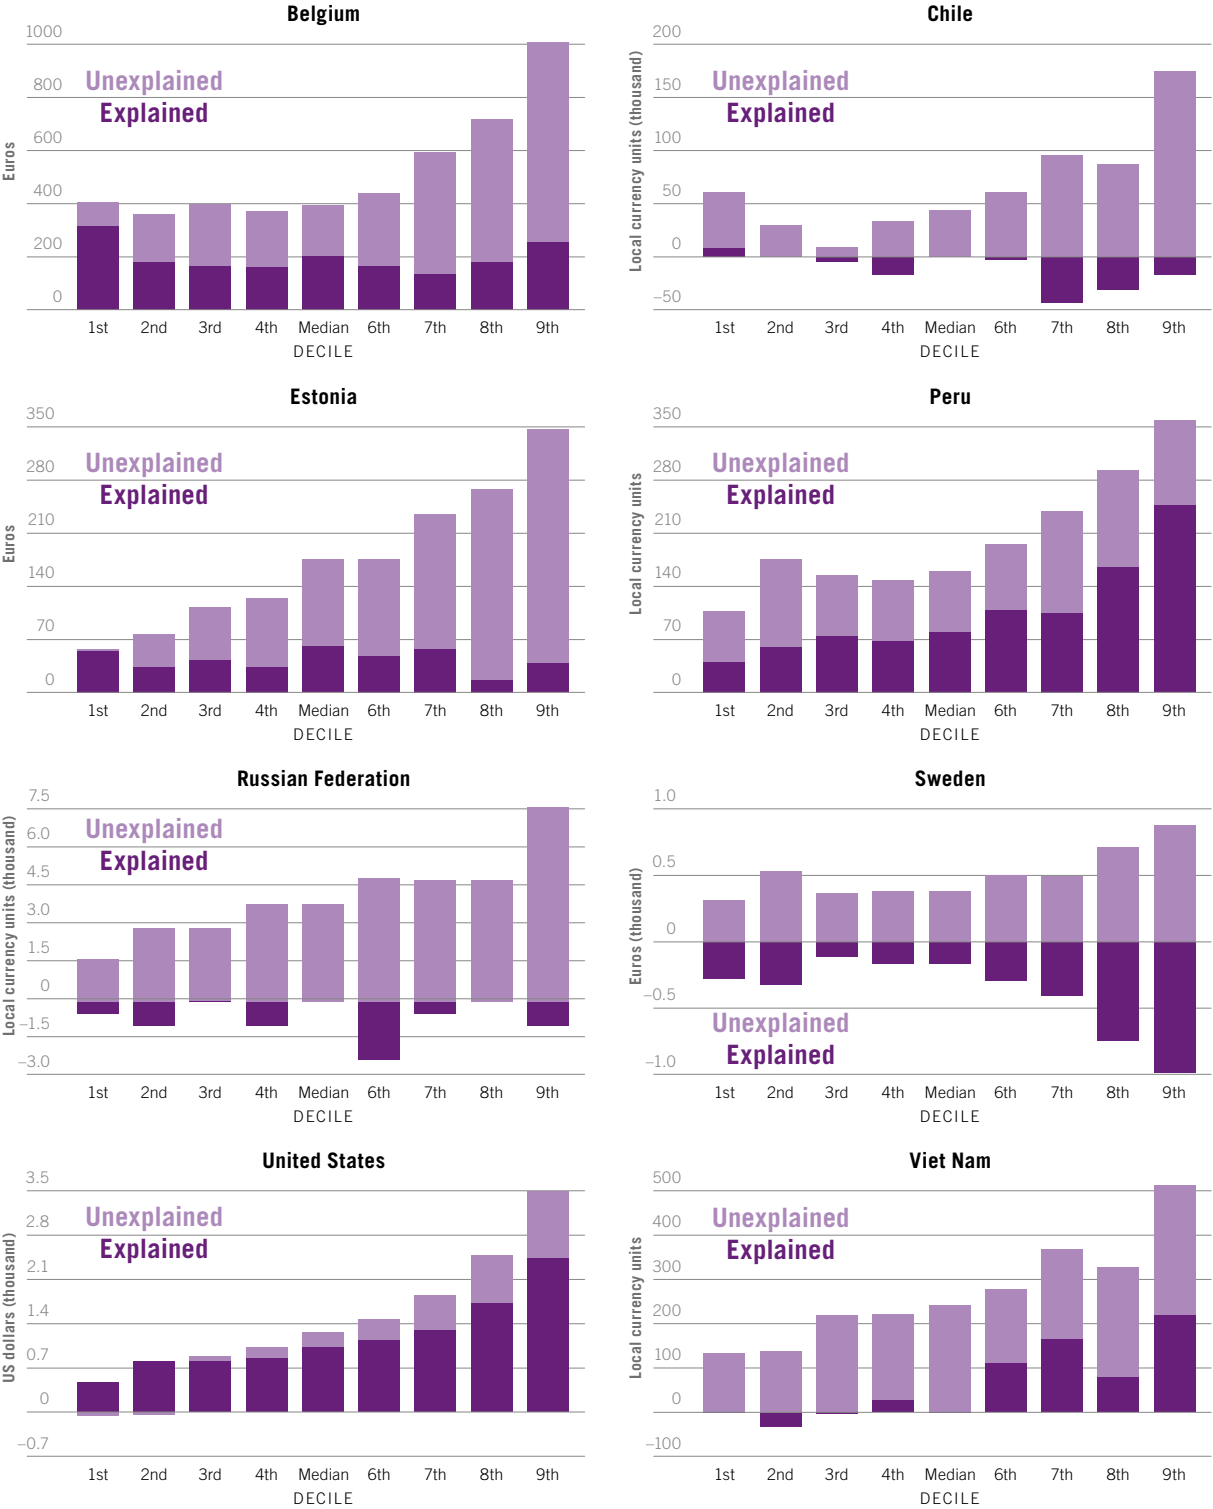 Belgium
1000
800
600
400
200
0
Euros
Unexplained
Explained
1st 2nd 3rd 4th Median 6th 7th 8th 9th
DECILE
Chile
200
150
100
50
0
–50
Local currency units (thousand)
Unexplained
Explained
1st 2nd 3rd 4th Median 6th 7th 8th 9th
DECILE
Estonia
350
280
210
140
70
0
Euros
Unexplained
Explained
1st 2nd 3rd 4th Median 6th 7th 8th 9th
DECILE
Peru
350
280
210
140
70
0
Local currency units
Unexplained
Explained
1st 2nd 3rd 4th Median 6th 7th 8th 9th
DECILE
Russian Federation
7.5
6.0
4.5
3.0
1.5
0
–1.5
–3.0
Local currency units (thousand)
Unexplained
Explained
1st 2nd 3rd 4th Median 6th 7th 8th 9th
DECILE
Sweden
1.0
0.5
0
–0.5
–1.0
Euros (thousand)
Unexplained
Explained
1st 2nd 3rd 4th Median 6th 7th 8th 9th
DECILE
United States
3.5
2.8
2.1
1.4
0.7
0
–0.7
US dollars (thousand)
Unexplained
Explained
1st 2nd 3rd 4th Median 6th 7th 8th 9th
DECILE
Viet Nam
500
400
300
200
100
0
–100
Local currency units
Unexplained
Explained
1st 2nd 3rd 4th Median 6th 7th 8th 9th
DECILE